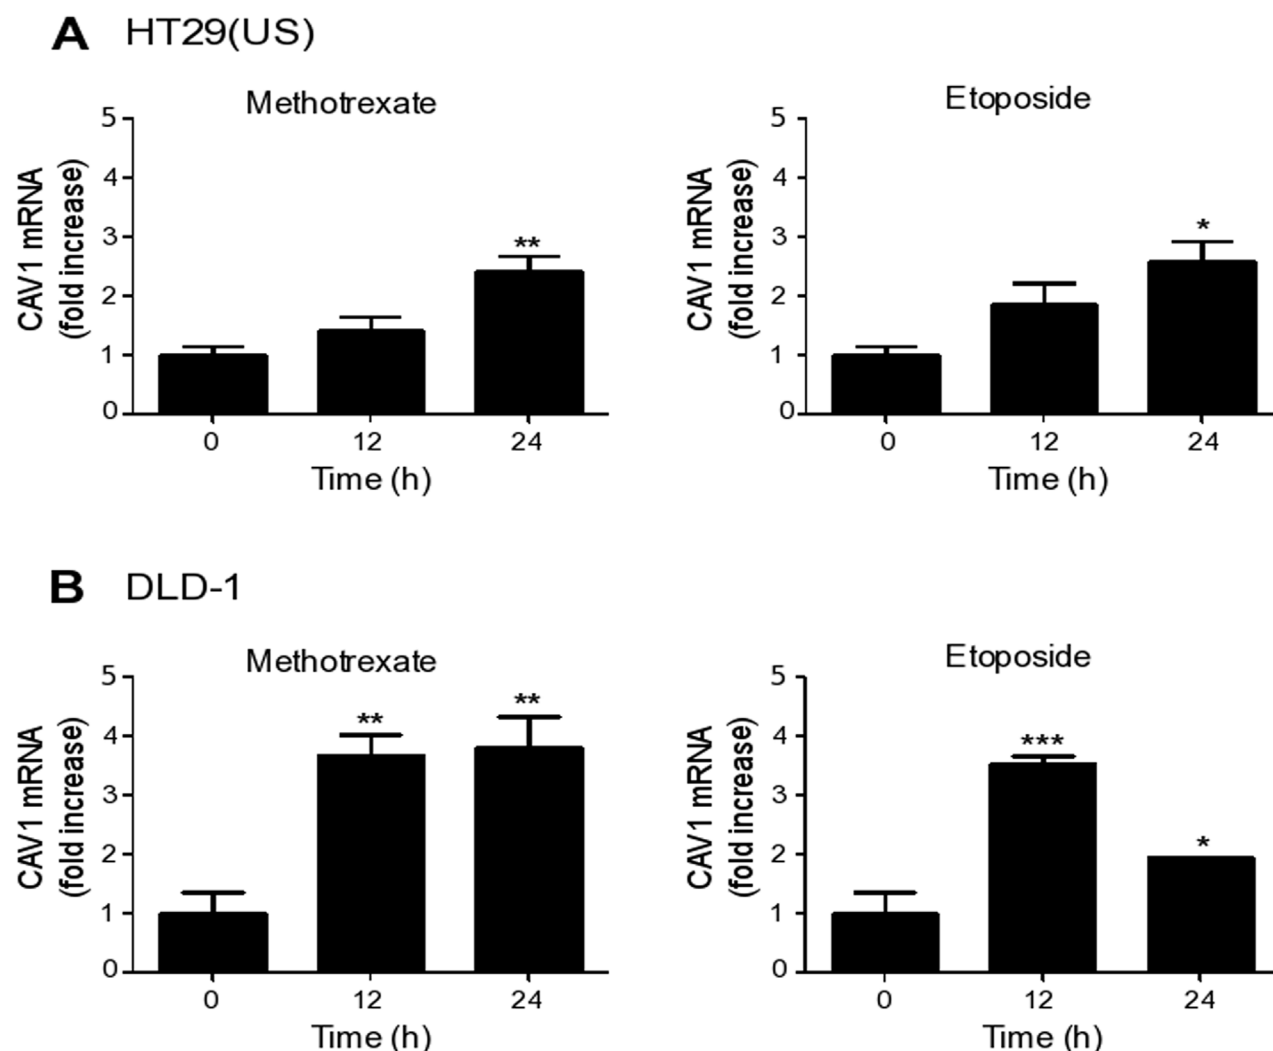 A HT29(US)
Methotrexate
CAV1 mRNA
(fold increase)
5
4
3
2
1
0
**
0 12 24
Time (h)
Etoposide
CAV1 mRNA
(fold increase)
5
4
3
2
1
0
*
0 12 24
Time (h)
B DLD-1
Methotrexate
CAV1 mRNA
(fold increase)
5
4
3
2
1
0
** **
0 12 24
Time (h)
Etoposide
CAV1 mRNA
(fold increase)
5
4
3
2
1
0
*** *
0 12 24
Time (h)